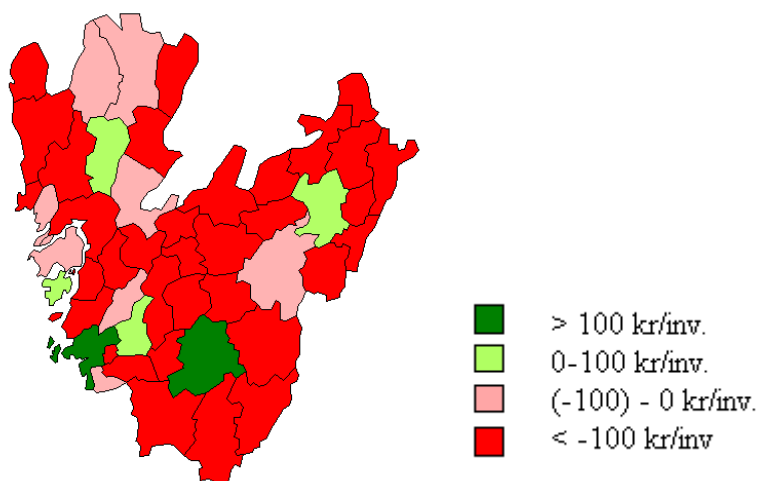 > 100 kr/inv.
0-100 kr/inv.
(-100) - 0 kr/inv.
< -100 kr/inv